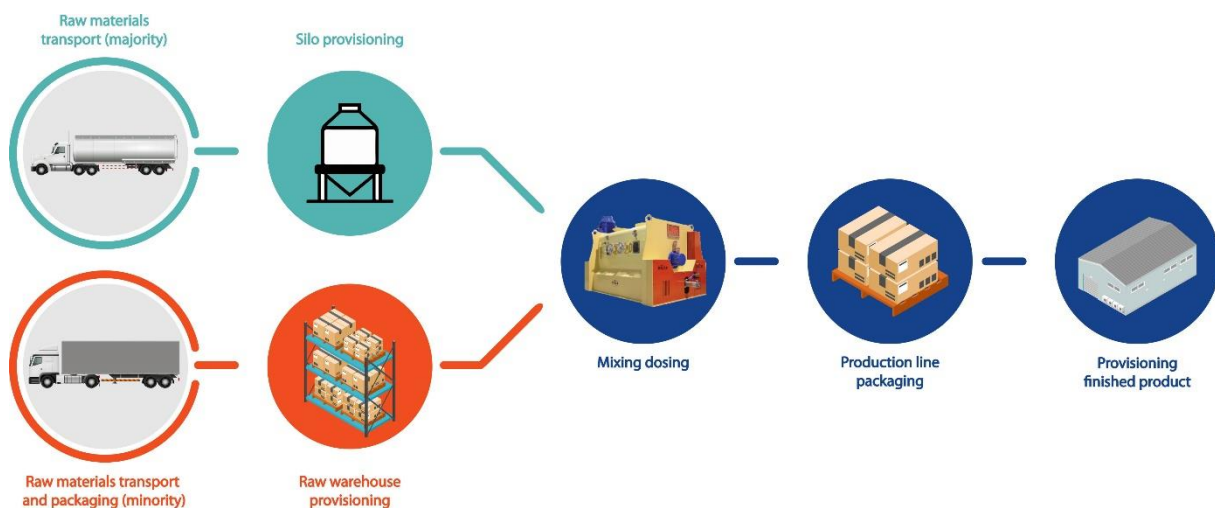 Raw materials
transport (majority)
Silo provisioning
Mixing dosing
Production line
packaging
Provisioning
finished product
Raw materials transport
and packaging (minority)
Raw warehouse
provisioning